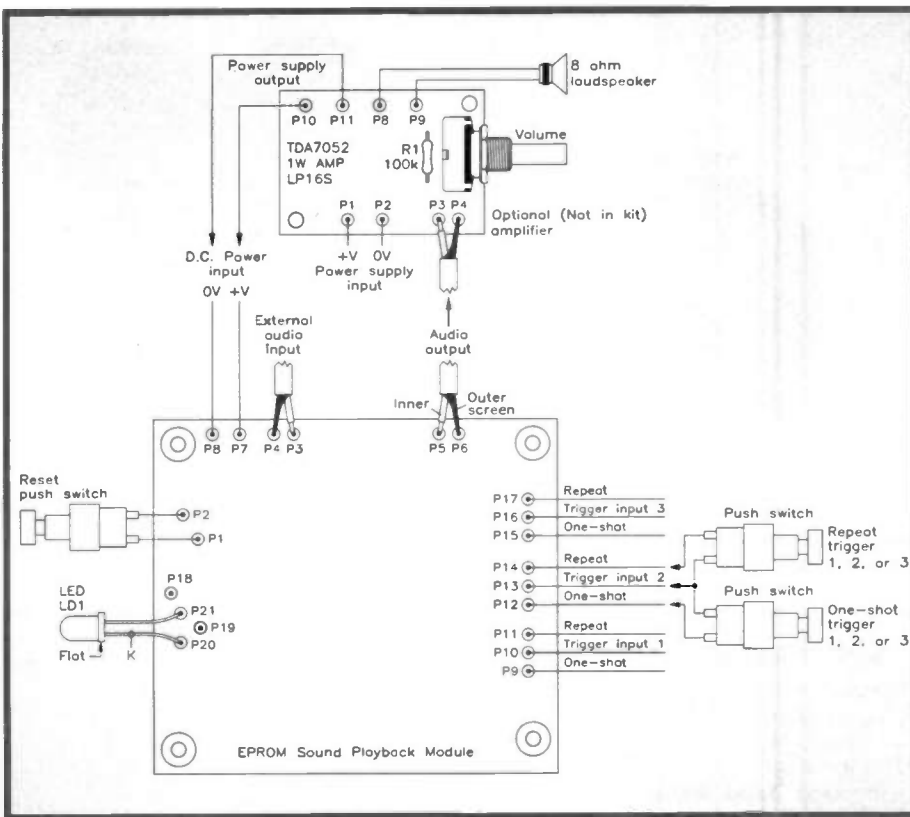 Power supply
output
8 ohm
loudspeaker
P10 P11 P8 P9
TDA7052
1W AMP
LP16S
R1
100k
Volume
P1 P2 P3 P4
+V 0V
Power supply
input
Optional (Not in kit)
amplifier
D.C. Power
input
0V +V
External
audio
input
Audio
output
Inner
Outer
screen
P8 P7 P4 P3 P5 P6
Reset
push switch
P2
P1
P18
LED
LD1
P21
P19
P20
Flat
K
P17 Repeat
P16 Trigger input 3
P15 One-shot
P14 Repeat
P13 Trigger input 2
P12 One-shot
P11 Repeat
P10 Trigger input 1
P9 One-shot
Push switch
Repeat
trigger
1, 2, or 3
Push switch
One-shot
trigger
1, 2, or 3
EPROM Sound Playback Module